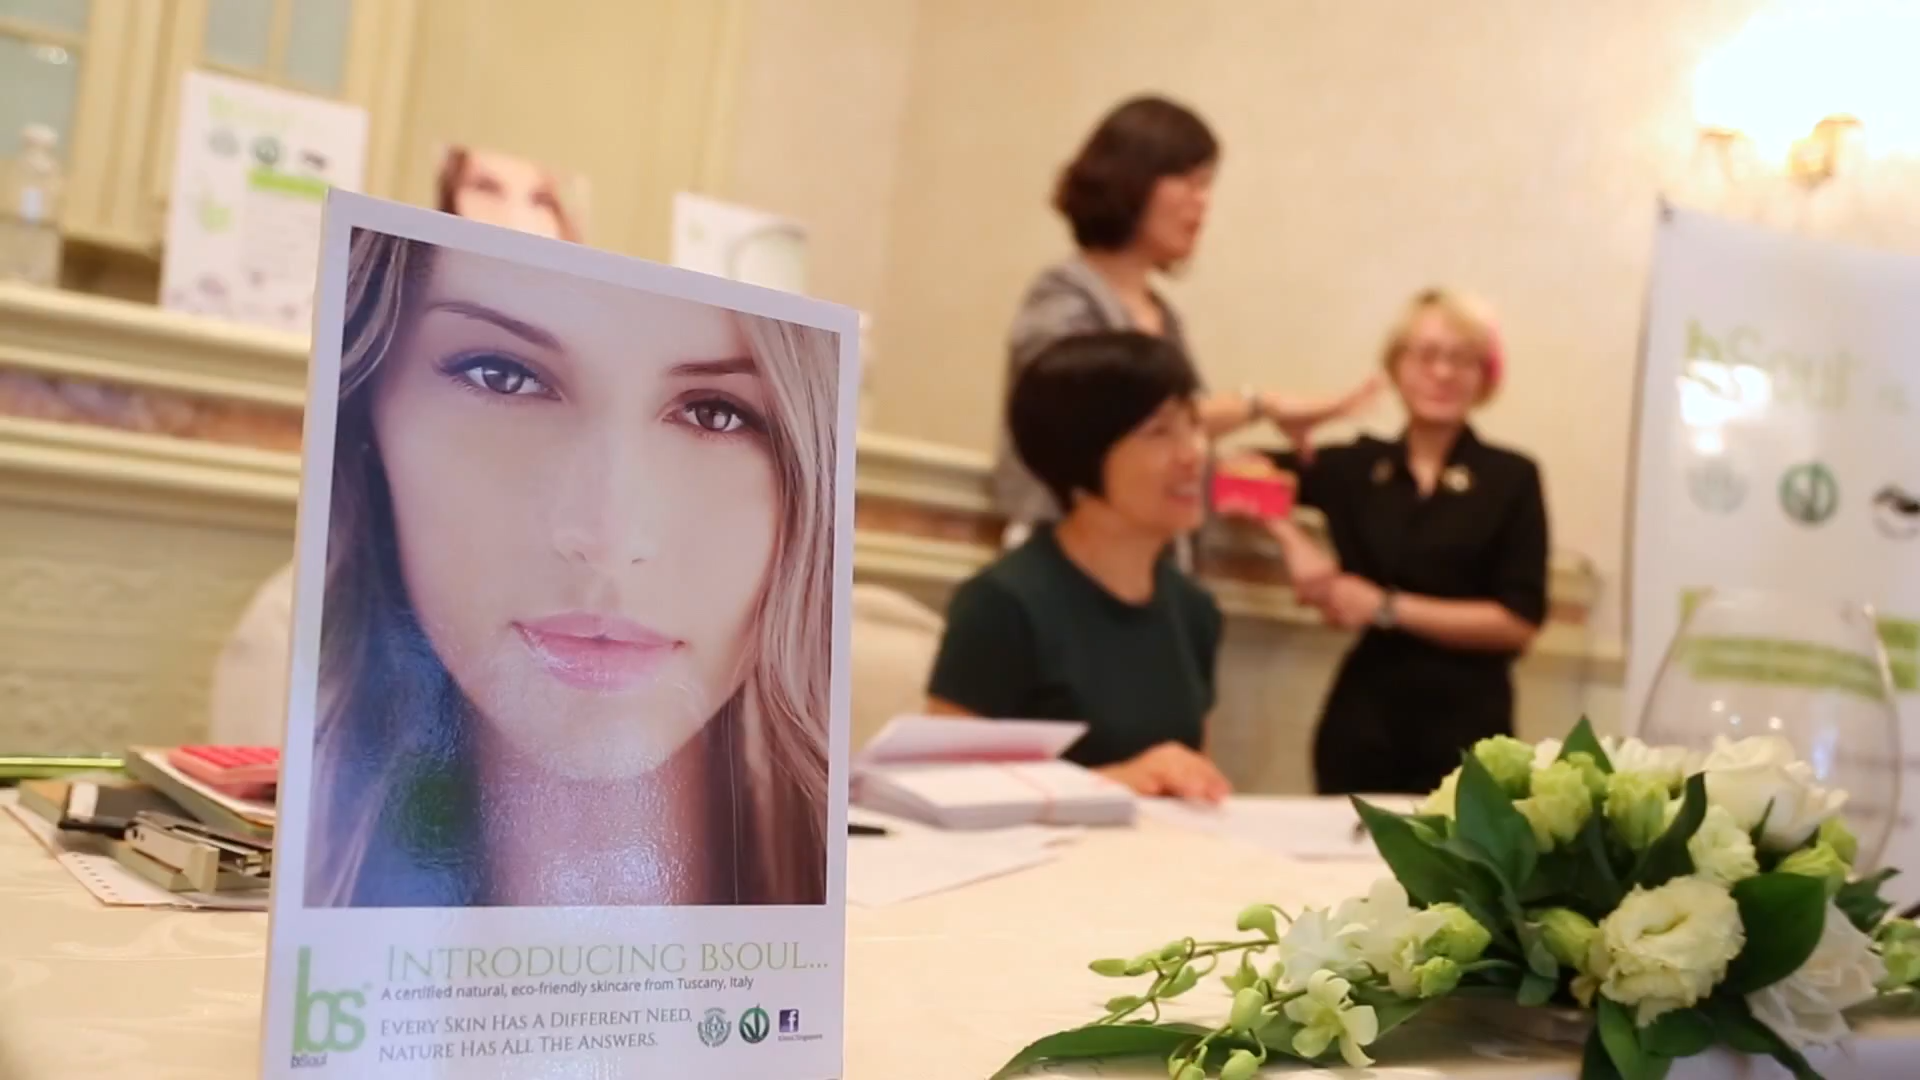 INTRODUCING BSOUL...
A certified natural, eco-friendly skincare from Tuscany, Italy
EVERY SKIN HAS A DIFFERENT NEED,
NATURE HAS ALL THE ANSWERS.
bs®
bSoul
f
bSoul